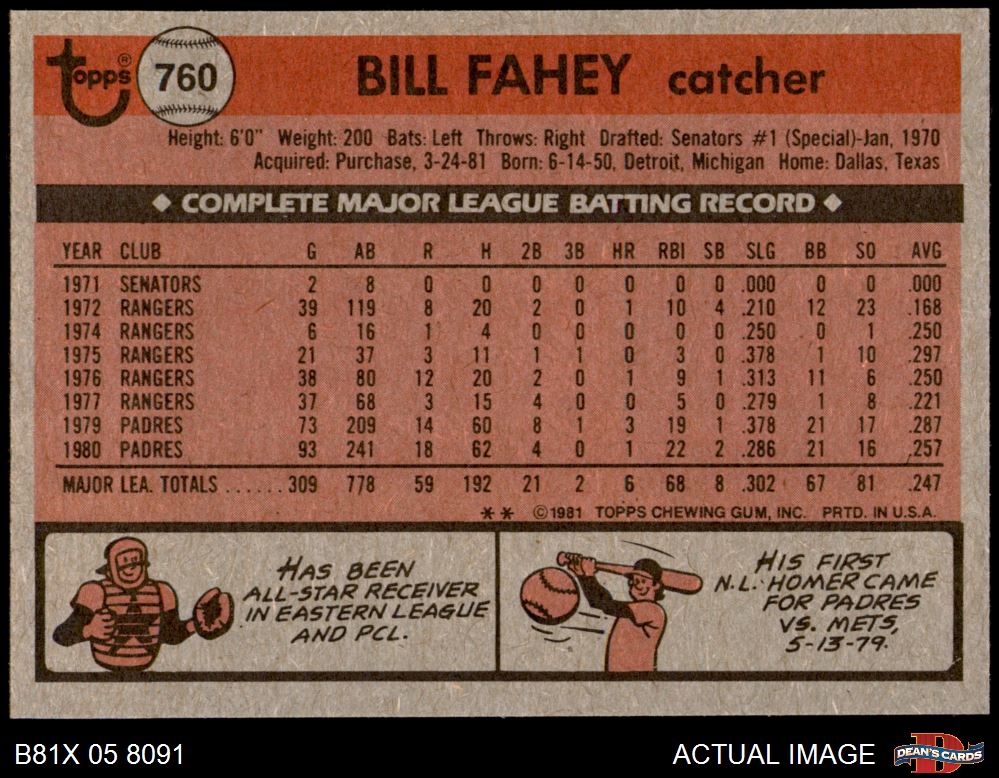 Topps® 760 BILL FAHEY catcher
Height: 6'0" Weight: 200 Bats: Left Throws: Right Drafted: Senators #1 (Special)-Jan, 1970
Acquired: Purchase, 3-24-81 Born: 6-14-50, Detroit, Michigan Home: Dallas, Texas
◆ COMPLETE MAJOR LEAGUE BATTING RECORD ◆
YEAR CLUB G AB R H 2B 3B HR RBI SB SLG BB SO AVG
1971 SENATORS 2 8 0 0 0 0 0 0 0 .000 0 0 .000
1972 RANGERS 39 119 8 20 2 0 1 10 4 .210 12 23 .168
1974 RANGERS 6 16 1 4 0 0 0 0 0 .250 0 1 .250
1975 RANGERS 21 37 3 11 1 1 0 3 0 .378 1 10 .297
1976 RANGERS 38 80 12 20 2 0 1 9 1 .313 11 6 .250
1977 RANGERS 37 68 3 15 4 0 0 5 0 .279 1 8 .221
1979 PADRES 73 209 14 60 8 1 3 19 1 .378 21 17 .287
1980 PADRES 93 241 18 62 4 0 1 22 2 .286 21 16 .257
MAJOR LEA. TOTALS ...... 309 778 59 192 21 2 6 68 8 .302 67 81 .247
** ©1981 TOPPS CHEWING GUM, INC. PRTD. IN U.S.A.
HAS BEEN
ALL-STAR RECEIVER
IN EASTERN LEAGUE
AND PCL.
HIS FIRST
N.L. HOMER CAME
FOR PADRES
VS. METS,
5-13-79.
B81X 05 8091 ACTUAL IMAGE DEAN'S CARDS